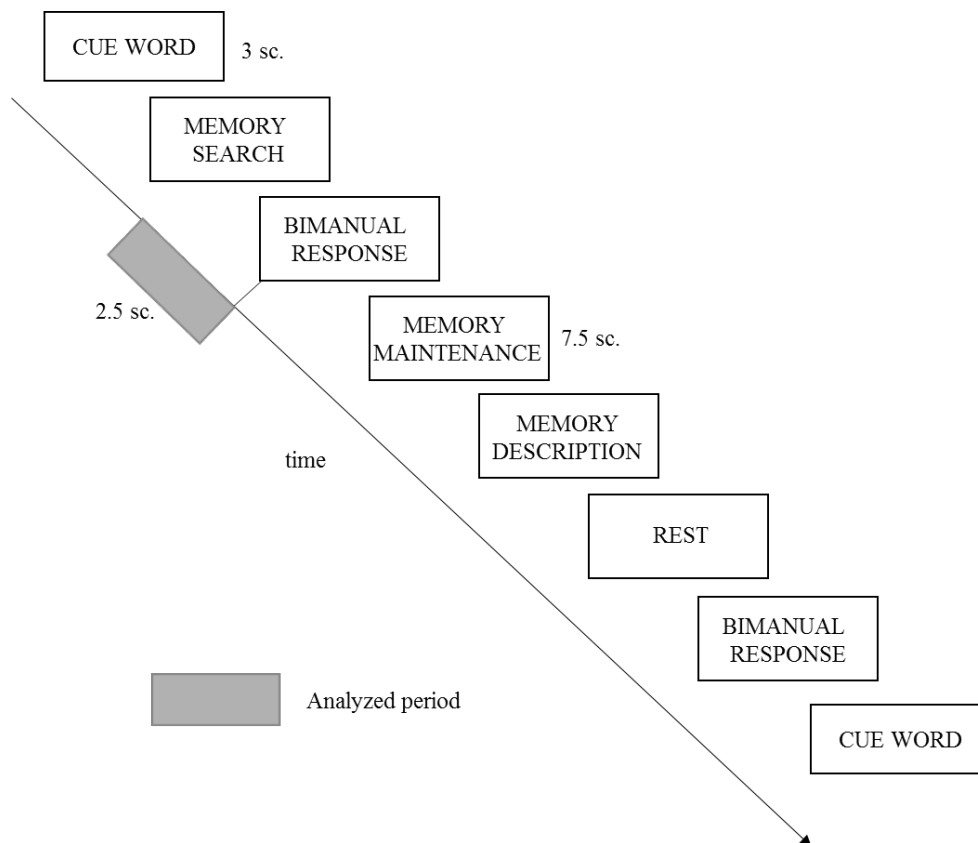 CUE WORD
3 sc.
MEMORY
SEARCH
BIMANUAL
RESPONSE
2.5 sc.
MEMORY
MAINTENANCE
7.5 sc.
MEMORY
DESCRIPTION
time
REST
BIMANUAL
RESPONSE
Analyzed period
CUE WORD